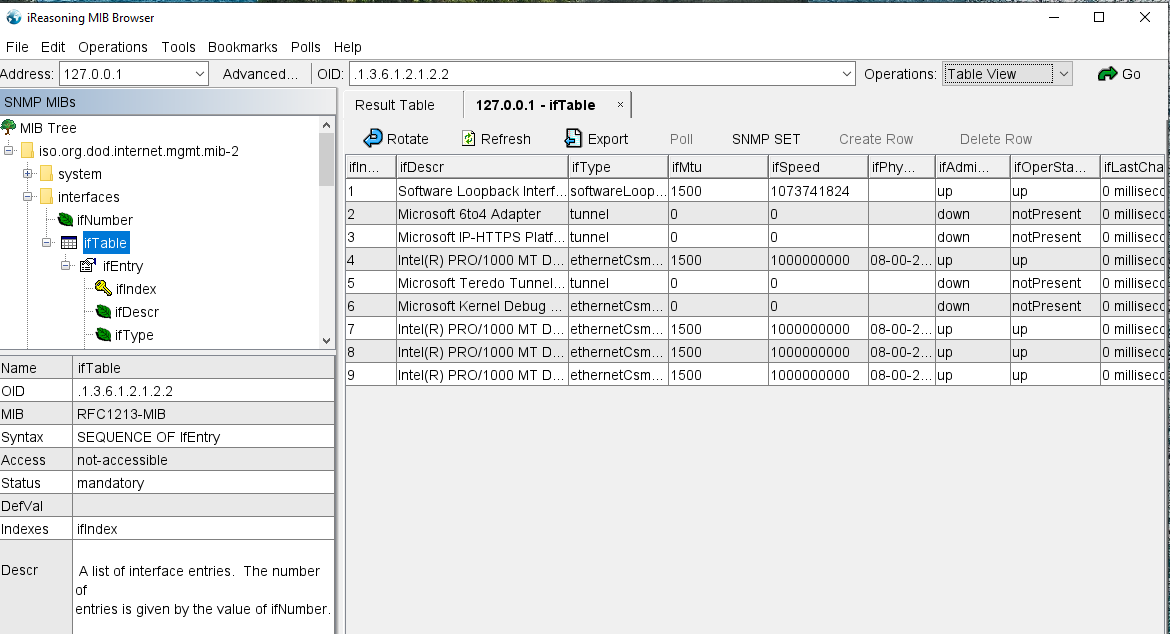 iReasoning MIB Browser
File Edit Operations Tools Bookmarks Polls Help
Address: 127.0.0.1 Advanced... OID: .1.3.6.1.2.1.2.2 Operations: Table View Go
SNMP MIBs
MIB Tree
iso.org.dod.internet.mgmt.mib-2
system
interfaces
ifNumber
ifTable
ifEntry
ifIndex
ifDescr
ifType
Name ifTable
OID .1.3.6.1.2.1.2.2
MIB RFC1213-MIB
Syntax SEQUENCE OF IfEntry
Access not-accessible
Status mandatory
DefVal
Indexes ifIndex
Descr A list of interface entries. The number
of
entries is given by the value of ifNumber.
Result Table 127.0.0.1 - ifTable ×
Rotate Refresh Export Poll SNMP SET Create Row Delete Row
ifIn... ifDescr ifType ifMtu ifSpeed ifPhy... ifAdmi... ifOperSta... ifLastCha
1 Software Loopback Interf... softwareLoop... 1500 1073741824 up up 0 millisec
2 Microsoft 6to4 Adapter tunnel 0 0 down notPresent 0 millisec
3 Microsoft IP-HTTPS Platf... tunnel 0 0 down notPresent 0 millisec
4 Intel(R) PRO/1000 MT D... ethernetCsm... 1500 1000000000 08-00-2... up up 0 millisec
5 Microsoft Teredo Tunnel... tunnel 0 0 down notPresent 0 millisec
6 Microsoft Kernel Debug ... ethernetCsm... 0 0 down notPresent 0 millisec
7 Intel(R) PRO/1000 MT D... ethernetCsm... 1500 1000000000 08-00-2... up up 0 millisec
8 Intel(R) PRO/1000 MT D... ethernetCsm... 1500 1000000000 08-00-2... up up 0 millisec
9 Intel(R) PRO/1000 MT D... ethernetCsm... 1500 1000000000 08-00-2... up up 0 millisec